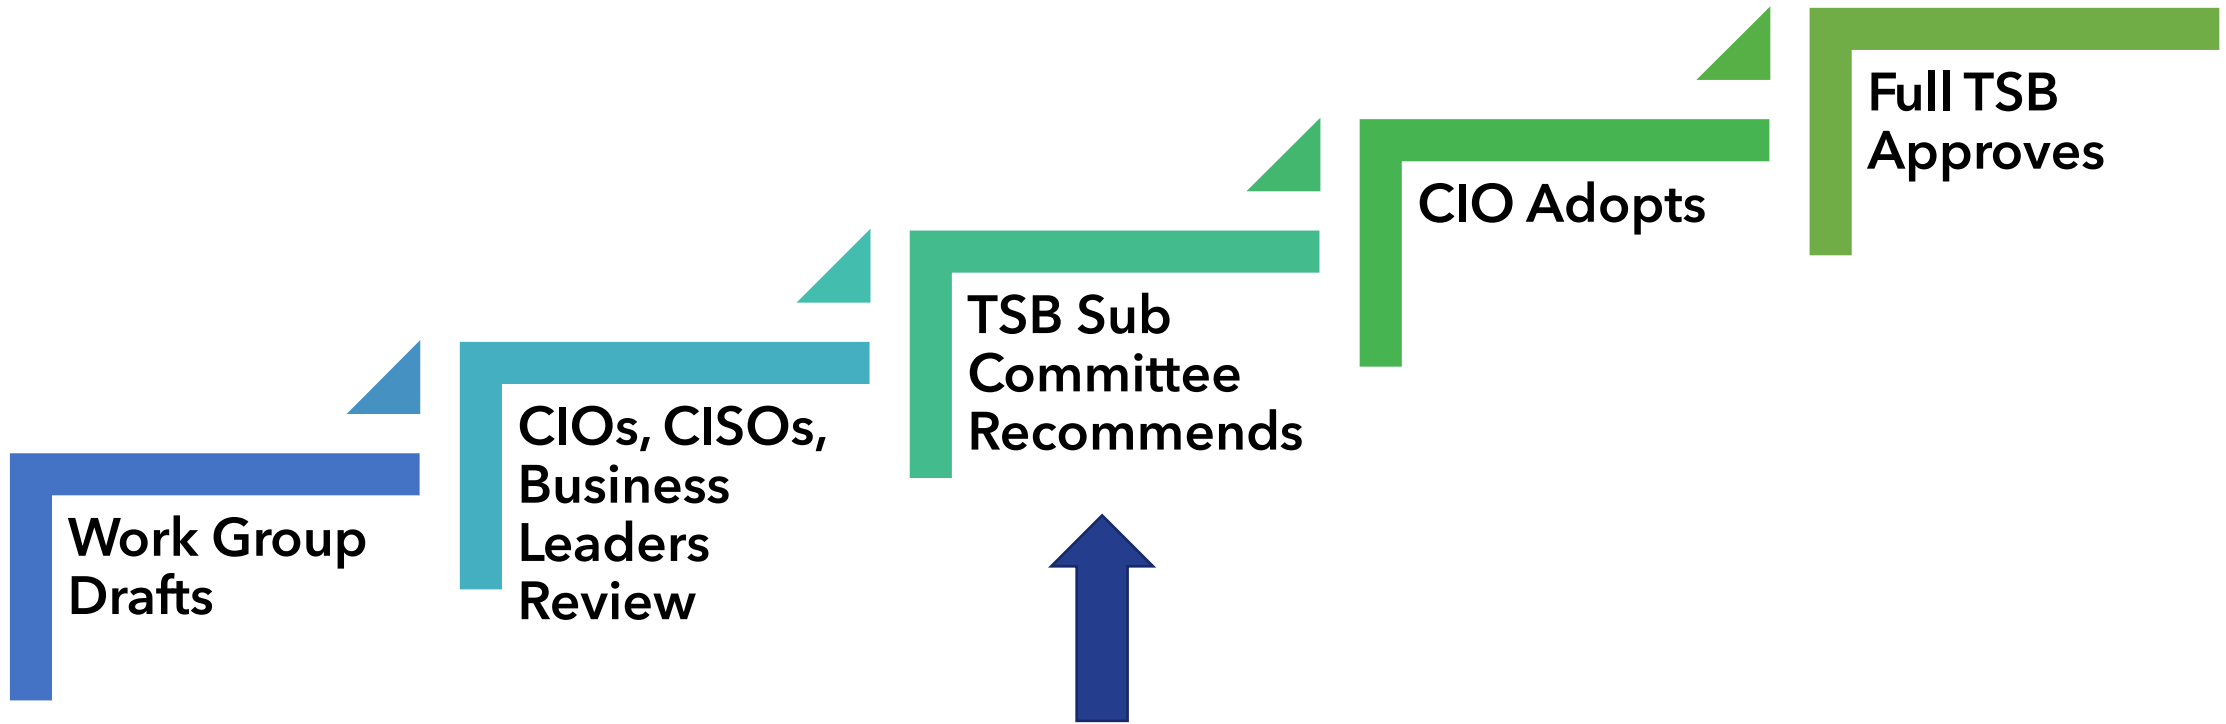 Work Group
Drafts
CIOs, CISOs,
Business
Leaders
Review
TSB Sub
Committee
Recommends
CIO Adopts
Full TSB
Approves